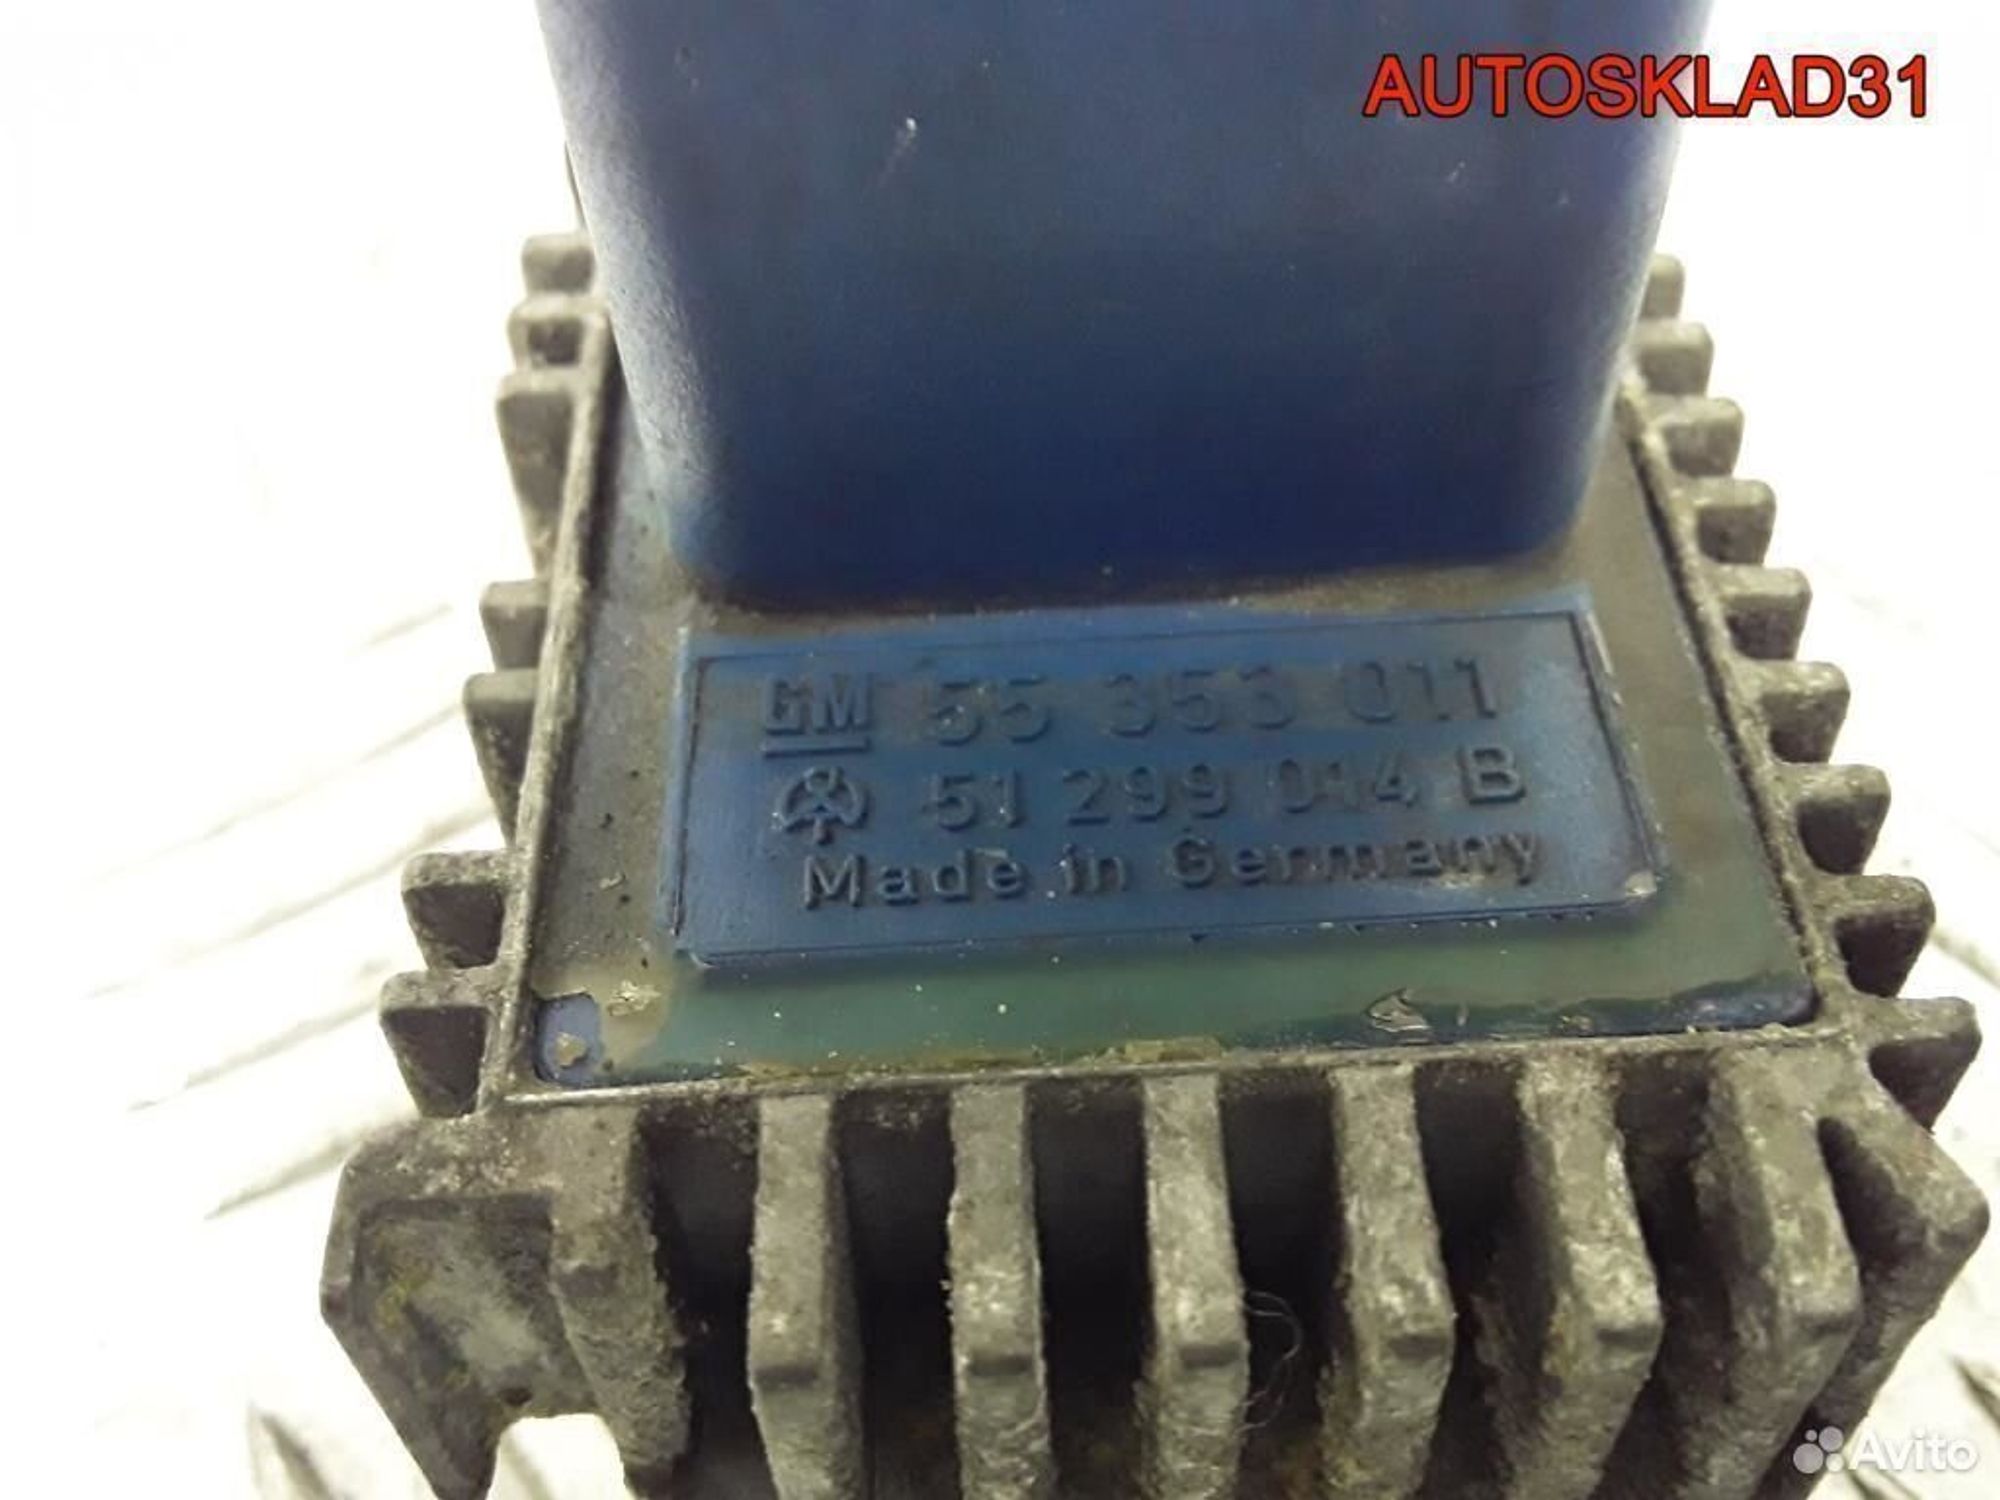 AUTOSKLAD31
GM 55 353 011
51 299 014 B
Made in Germany
Avito